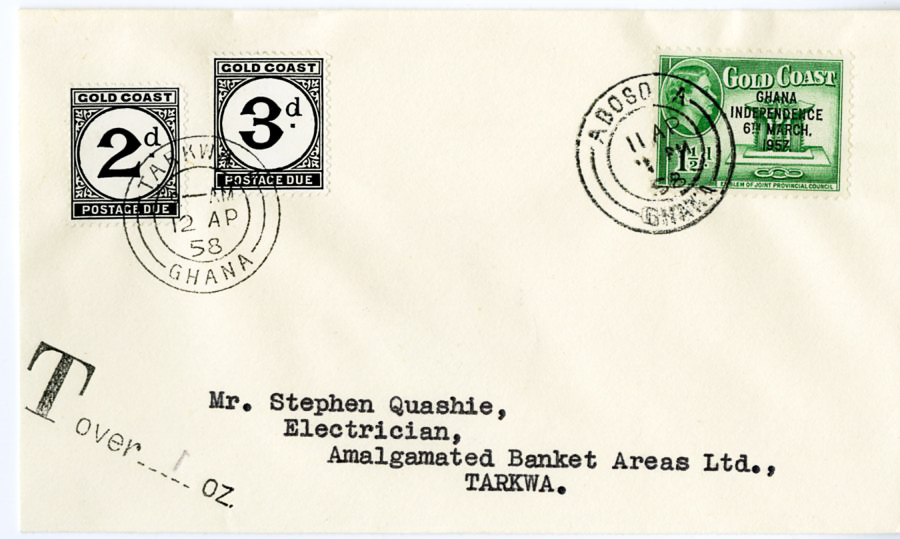 GOLD COAST
2d
POSTAGE DUE
GOLD COAST
3d
POSTAGE DUE
TARKWA
AM
12 AP
58
GHANA
ABOSO
11 AP
PM
58
GHANA
GOLD COAST
GHANA
INDEPENDENCE
6TH MARCH,
1957.
1½d
EMBLEM OF JOINT PROVINCIAL COUNCIL
T over 1 oz.
Mr. Stephen Quashie,
Electrician,
Amalgamated Banket Areas Ltd.,
TARKWA.